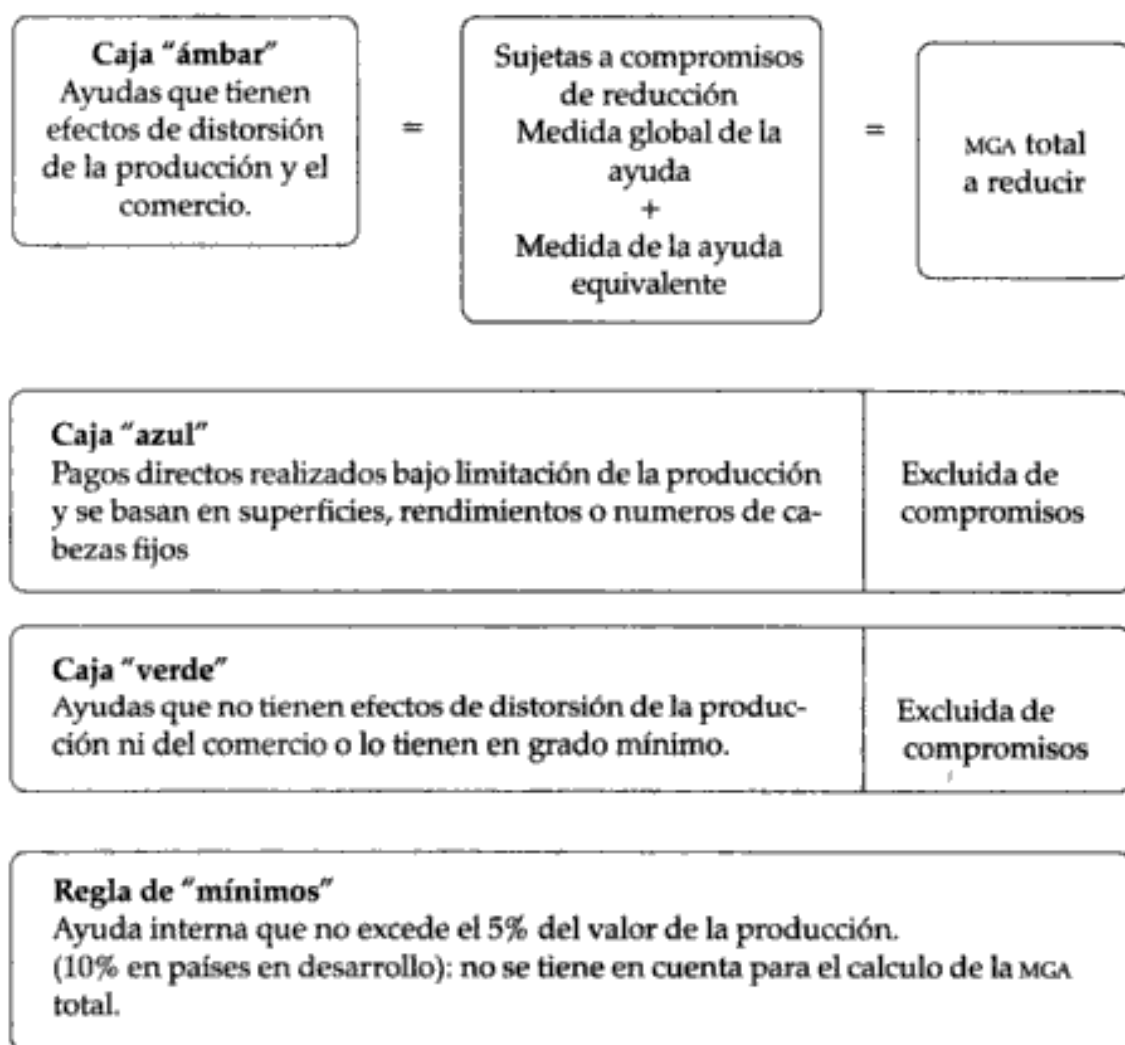 Caja "ámbar"
Ayudas que tienen
efectos de distorsión
de la producción y el
comercio.
=
Sujetas a compromisos
de reducción
Medida global de la
ayuda
+
Medida de la ayuda
equivalente
=
MGA total
a reducir
Caja "azul"
Pagos directos realizados bajo limitación de la producción
y se basan en superficies, rendimientos o numeros de ca-
bezas fijos
Excluida de
compromisos
Caja "verde"
Ayudas que no tienen efectos de distorsión de la produc-
ción ni del comercio o lo tienen en grado mínimo.
Excluida de
compromisos
Regla de "mínimos"
Ayuda interna que no excede el 5% del valor de la producción.
(10% en países en desarrollo): no se tiene en cuenta para el calculo de la MGA
total.